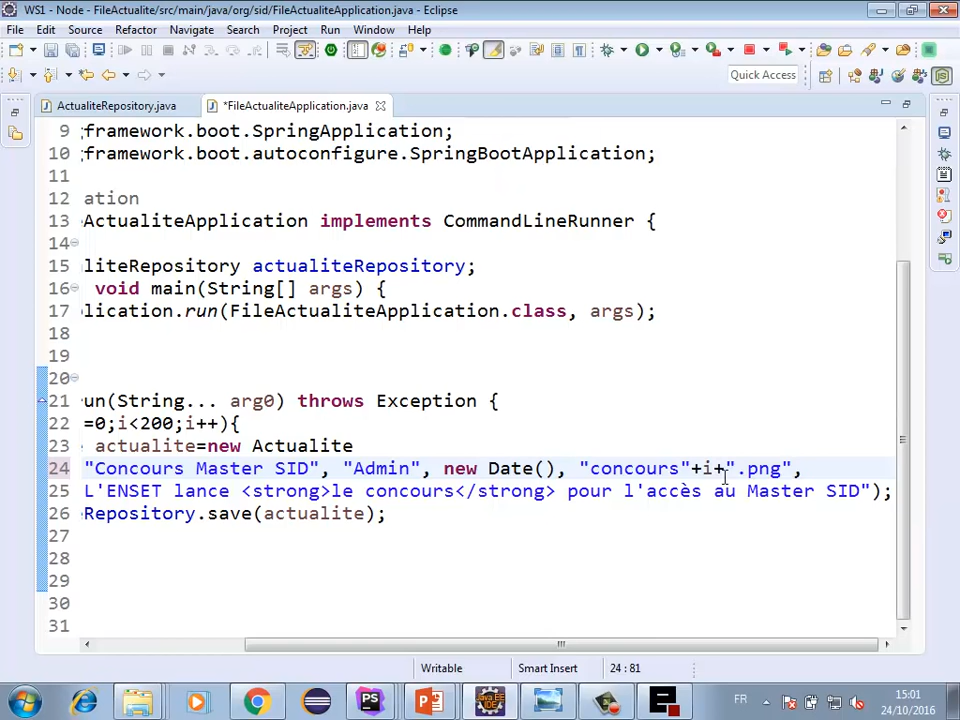 WS1 - Node - FileActualite/src/main/java/org/sid/FileActualiteApplication.java - Eclipse
File Edit Source Refactor Navigate Search Project Run Window Help
Quick Access
ActualiteRepository.java *FileActualiteApplication.java
9 framework.boot.SpringApplication;
10 framework.boot.autoconfigure.SpringBootApplication;
11
12 ation
13 ActualiteApplication implements CommandLineRunner {
14
15 liteRepository actualiteRepository;
16 void main(String[] args) {
17 lication.run(FileActualiteApplication.class, args);
18
19
20
21 un(String... arg0) throws Exception {
22 =0;i<200;i++){
23 actualite=new Actualite
24 "Concours Master SID", "Admin", new Date(), "concours"+i+".png",
25 L'ENSET lance <strong>le concours</strong> pour l'accès au Master SID");
26 Repository.save(actualite);
27
28
29
30
31
Writable Smart Insert 24 : 81
FR 15:01
24/10/2016